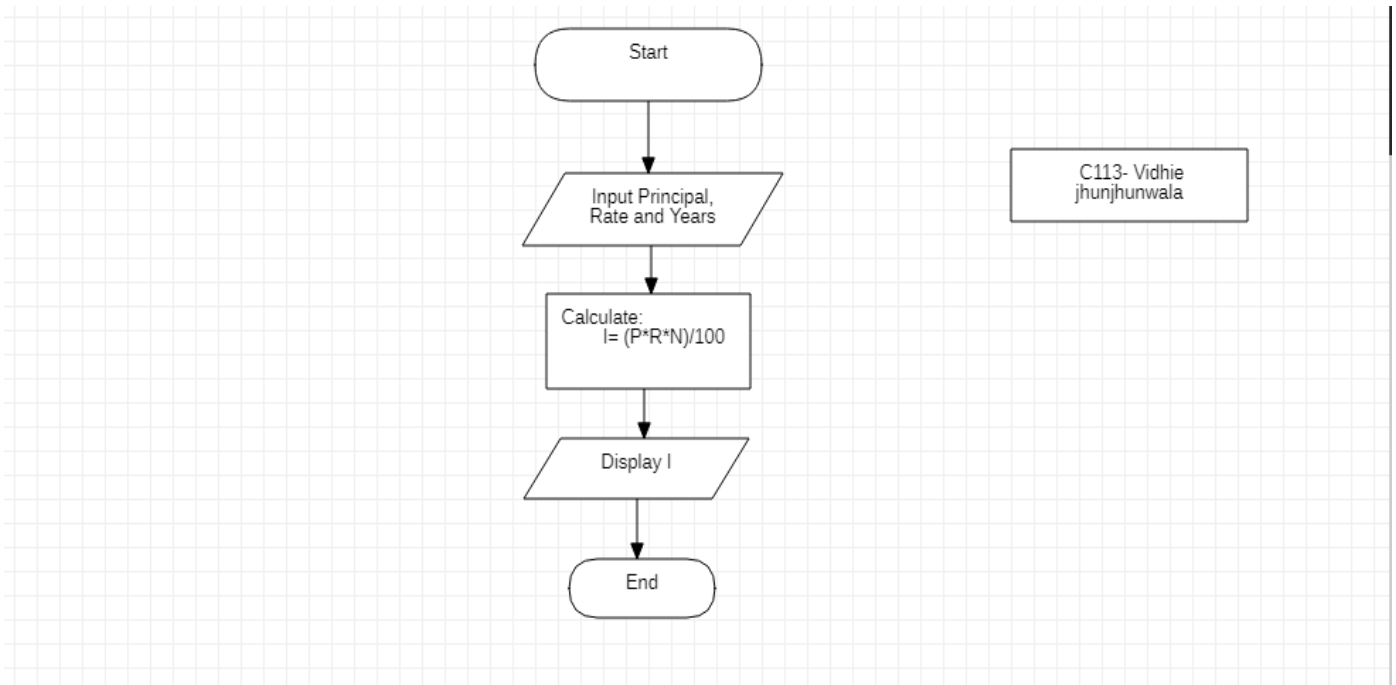 Start
Input Principal,
Rate and Years
Calculate:
I= (P*R*N)/100
Display I
End
C113- Vidhie
jhunjhunwala